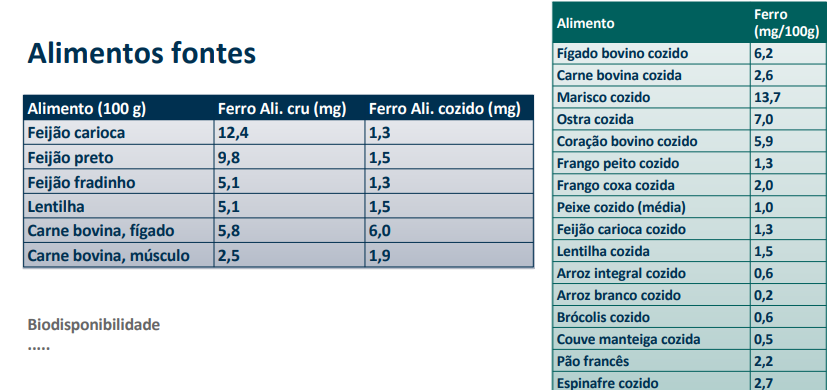 Alimentos fontes
Alimento (100 g) Ferro Ali. cru (mg) Ferro Ali. cozido (mg)
Feijão carioca 12,4 1,3
Feijão preto 9,8 1,5
Feijão fradinho 5,1 1,3
Lentilha 5,1 1,5
Carne bovina, fígado 5,8 6,0
Carne bovina, músculo 2,5 1,9
Biodisponibilidade
.....
Alimento Ferro (mg/100g)
Fígado bovino cozido 6,2
Carne bovina cozida 2,6
Marisco cozido 13,7
Ostra cozida 7,0
Coração bovino cozido 5,9
Frango peito cozido 1,3
Frango coxa cozida 2,0
Peixe cozido (média) 1,0
Feijão carioca cozido 1,3
Lentilha cozida 1,5
Arroz integral cozido 0,6
Arroz branco cozido 0,2
Brócolis cozido 0,6
Couve manteiga cozida 0,5
Pão francês 2,2
Espinafre cozido 2,7